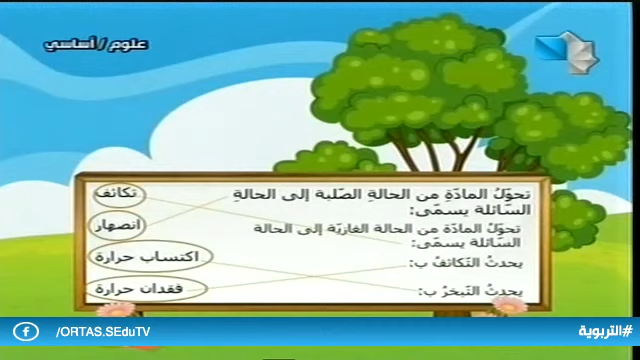 علوم / أساسي
تحوّلُ المادّةِ من الحالةِ الصّلبة إلى الحالةِ
السّائلة يسمّى:
تحوّلُ المادّة من الحالة الغازيّة إلى الحالة
السّائلة يسمّى:
يحدثُ التّكاثفُ ب:
يحدثُ التّبخرُ ب:
تكاثف
انصهار
اكتساب حرارة
فقدان حرارة
/ORTAS.SEduTV
#التربوية